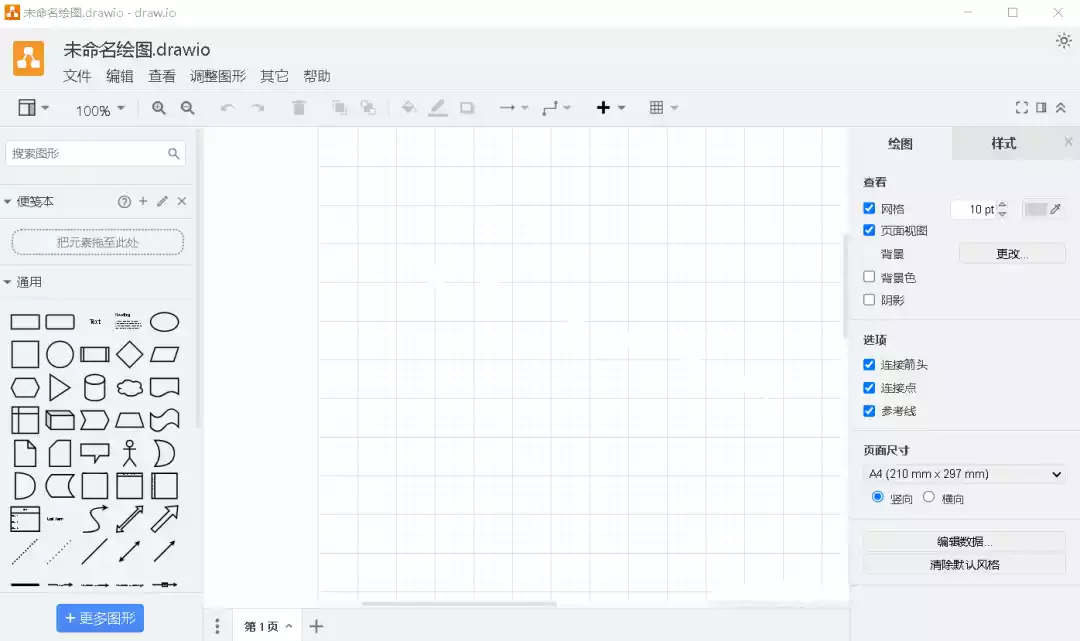 未命名绘图.drawio - draw.io
未命名绘图.drawio
文件 编辑 查看 调整图形 其它 帮助
100%
搜索图形
便笺本
把元素拖至此处
通用
Text
Heading
List Item
+ 更多图形
第 1 页
绘图 样式
查看
网格 10 pt
页面视图
背景 更改...
背景色
阴影
选项
连接箭头
连接点
参考线
页面尺寸
A4 (210 mm x 297 mm)
竖向 横向
编辑数据...
清除默认风格